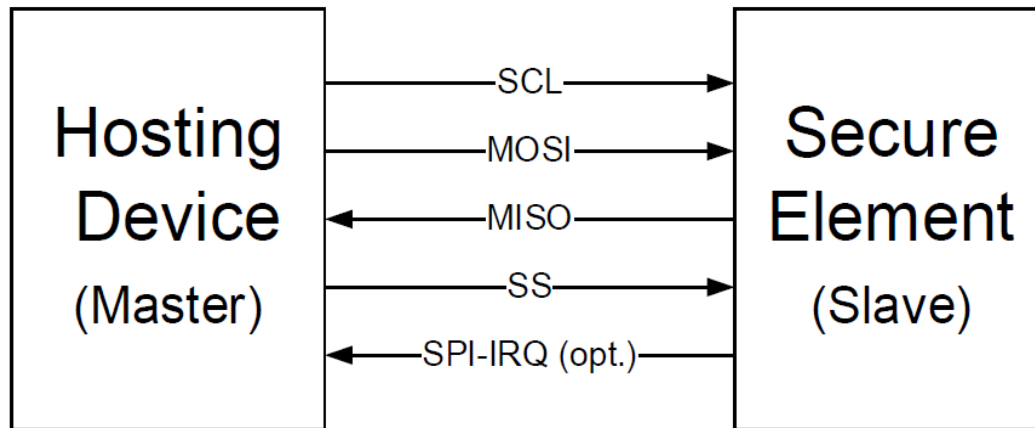 Hosting
Device
(Master)
SCL
MOSI
MISO
SS
SPI-IRQ (opt.)
Secure
Element
(Slave)